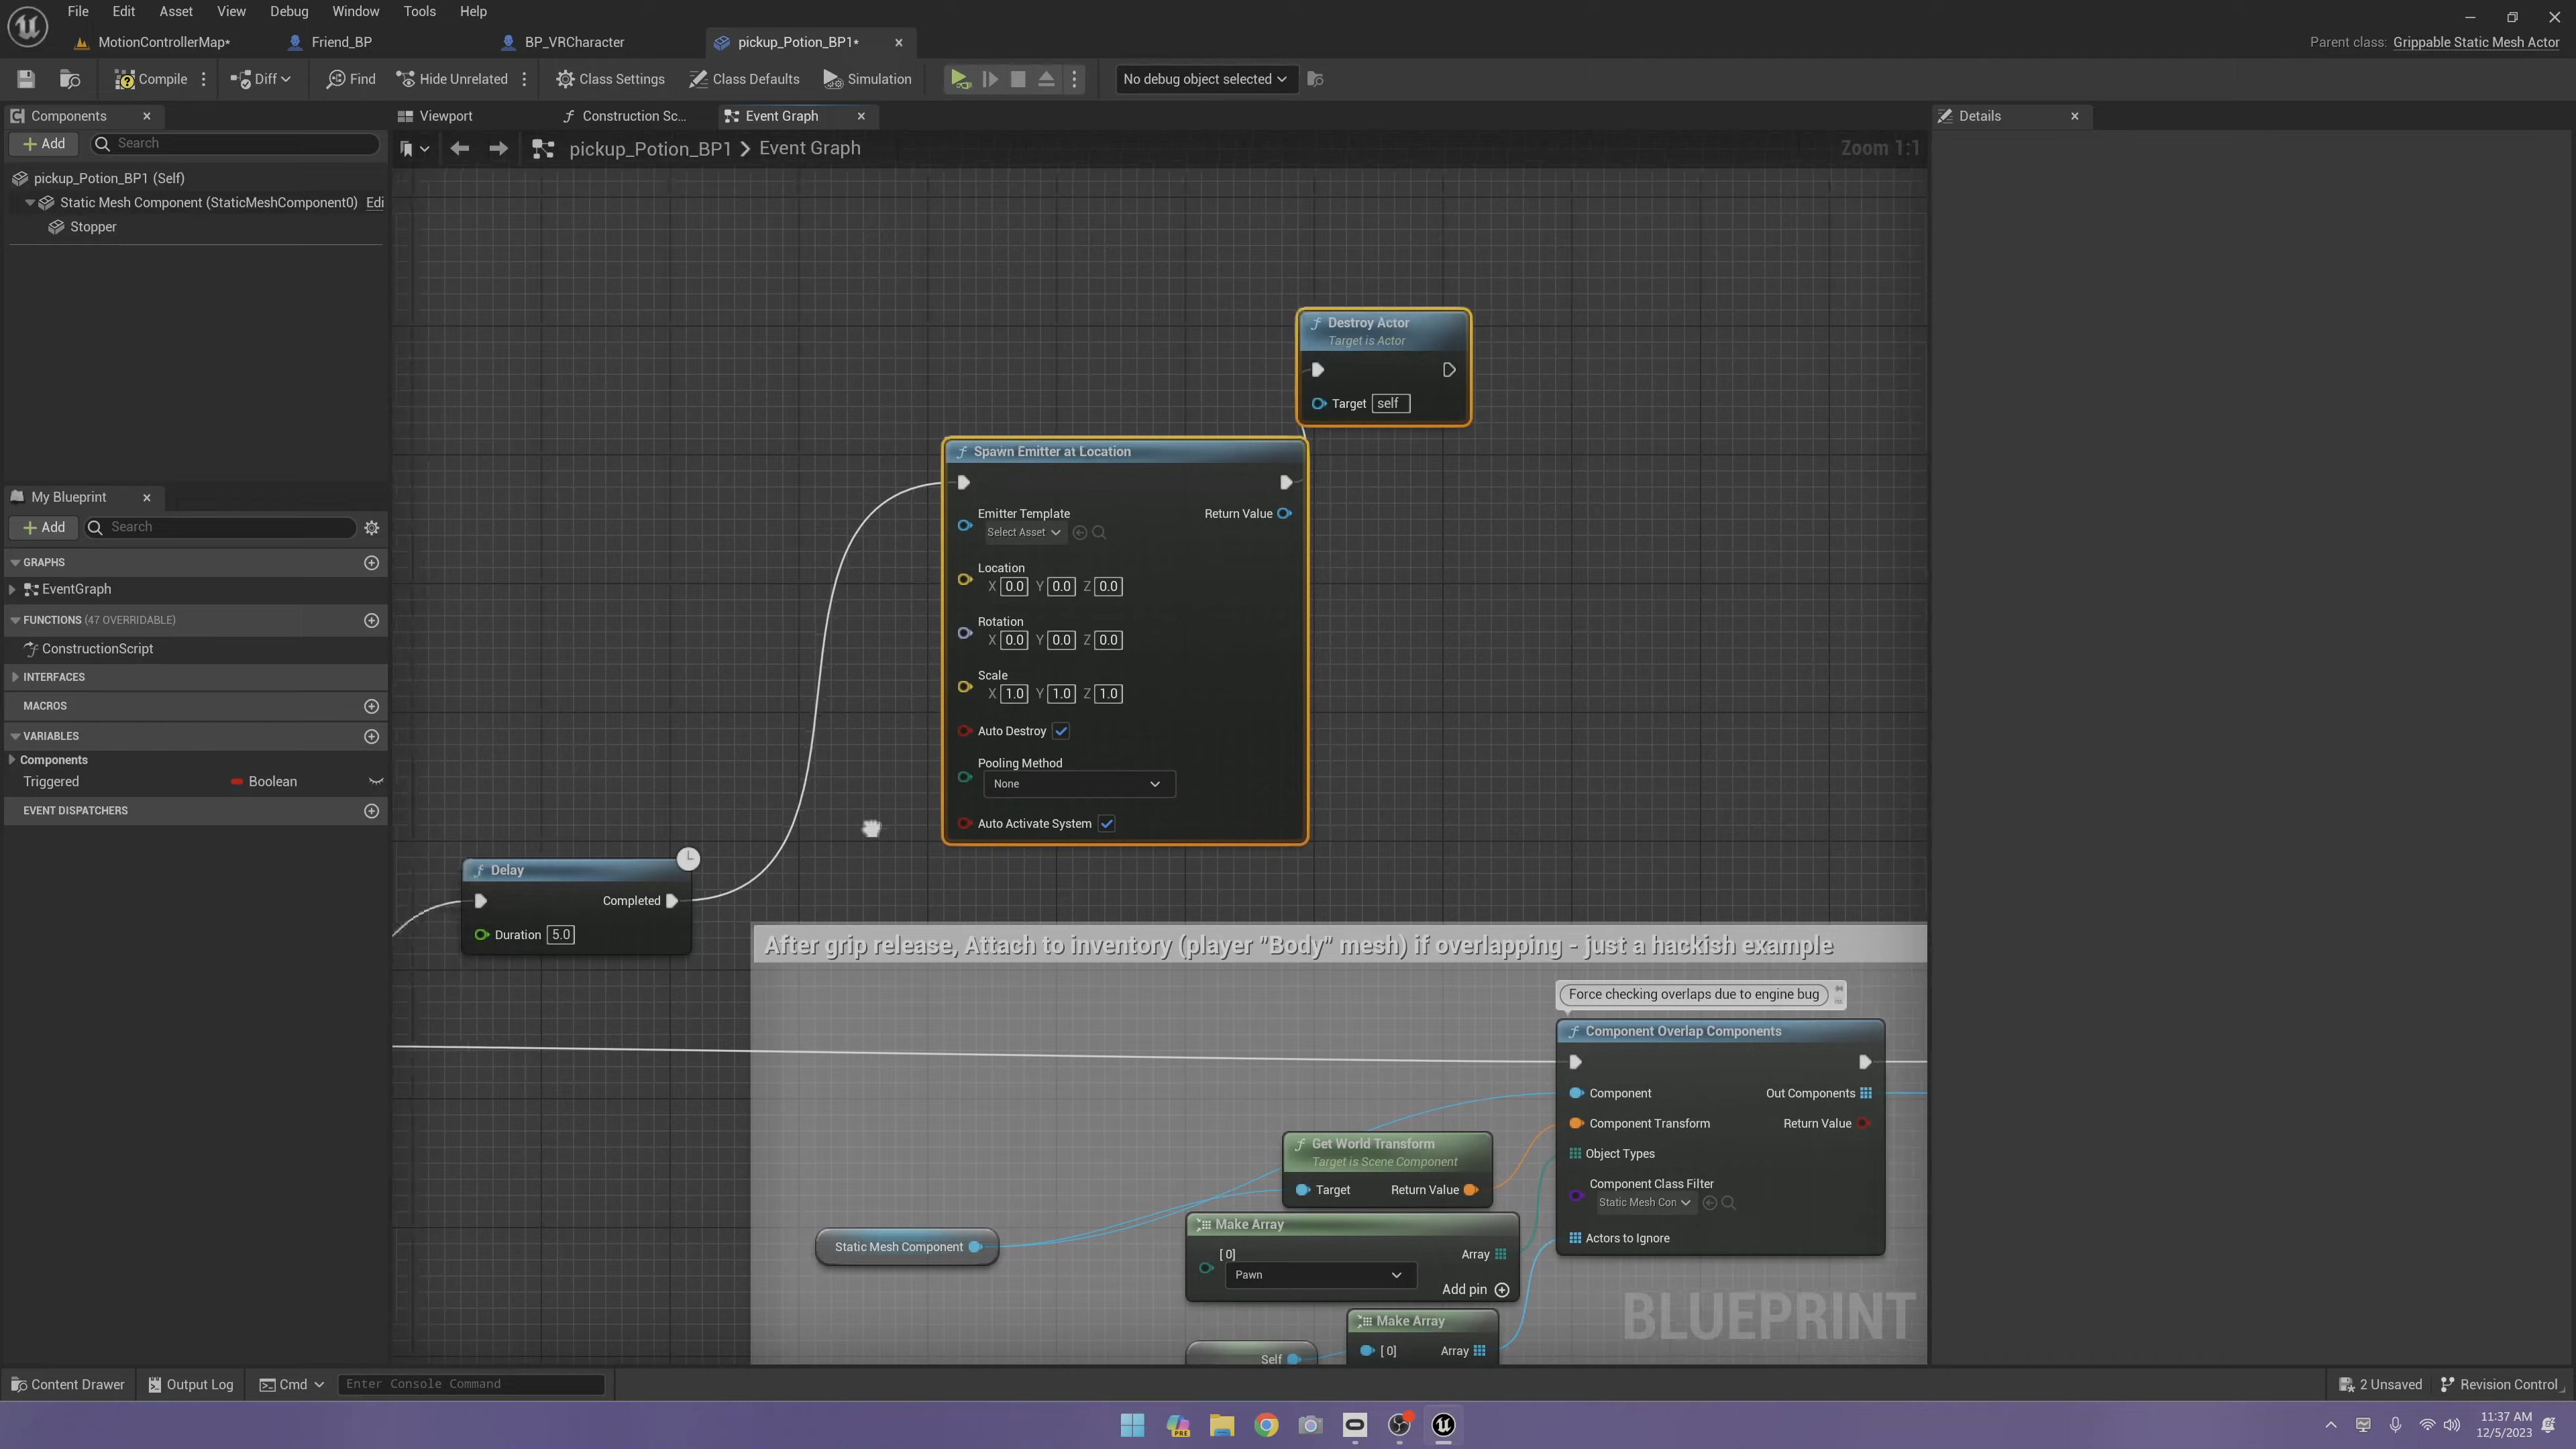 File Edit Asset View Debug Window Tools Help
MotionControllerMap* Friend_BP BP_VRCharacter pickup_Potion_BP1* Parent class: Grippable Static Mesh Actor
Compile Diff Find Hide Unrelated Class Settings Class Defaults Simulation No debug object selected
Components Viewport Construction Sc... Event Graph Details
Add Search pickup_Potion_BP1 Event Graph Zoom 1:1
pickup_Potion_BP1 (Self)
Static Mesh Component (StaticMeshComponent0) Edi
Stopper
My Blueprint
Add Search
GRAPHS
EventGraph
FUNCTIONS (47 OVERRIDABLE)
ConstructionScript
INTERFACES
MACROS
VARIABLES
Components
Triggered Boolean
EVENT DISPATCHERS
Destroy Actor
Target is Actor
Target self
Spawn Emitter at Location
Emitter Template Return Value
Select Asset
Location
X 0.0 Y 0.0 Z 0.0
Rotation
X 0.0 Y 0.0 Z 0.0
Scale
X 1.0 Y 1.0 Z 1.0
Auto Destroy
Pooling Method
None
Auto Activate System
Delay
Completed
Duration 5.0
After grip release, Attach to inventory (player "Body" mesh) if overlapping - just a hackish example
Force checking overlaps due to engine bug
Component Overlap Components
Component Out Components
Component Transform Return Value
Object Types
Component Class Filter
Static Mesh Con
Actors to Ignore
Get World Transform
Target is Scene Component
Target Return Value
Static Mesh Component
Make Array
[0] Array
Pawn
Add pin
Make Array
[0] Array
Self
BLUEPRINT
Content Drawer Output Log Cmd Enter Console Command 2 Unsaved Revision Control
PRE
11:37 AM
12/5/2023